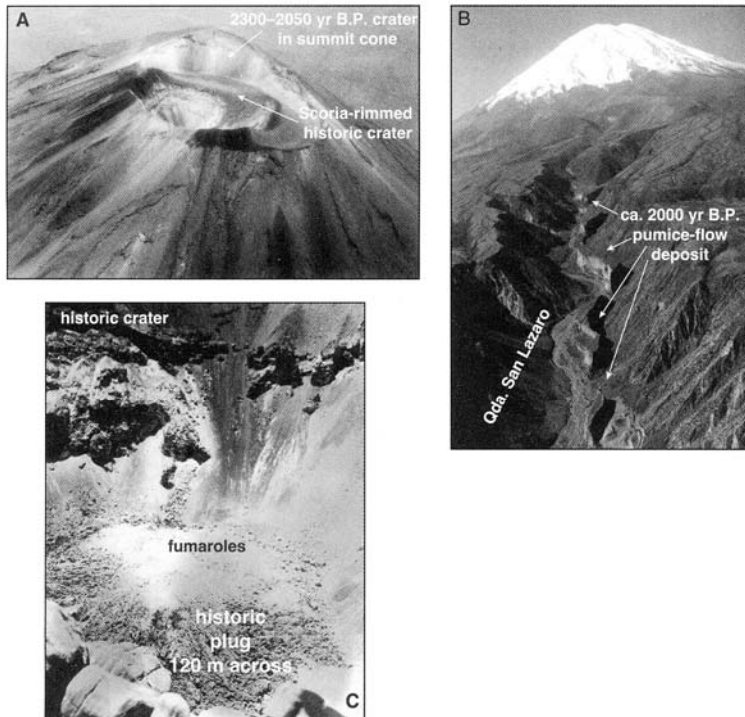 A
2300–2050 yr B.P. crater
in summit cone
Scoria-rimmed
historic crater
B
ca. 2000 yr B.P.
pumice-flow
deposit
Qda. San Lazaro
historic crater
fumaroles
historic
plug
120 m across
C